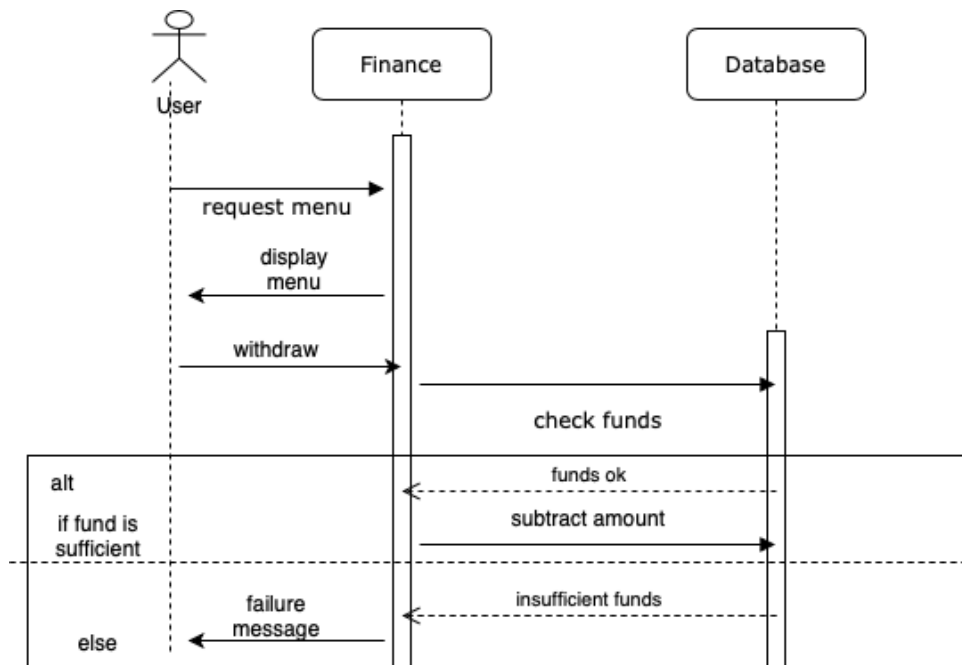 Finance
Database
User
request menu
display
menu
withdraw
check funds
alt
funds ok
if fund is
sufficient
subtract amount
insufficient funds
failure
message
else